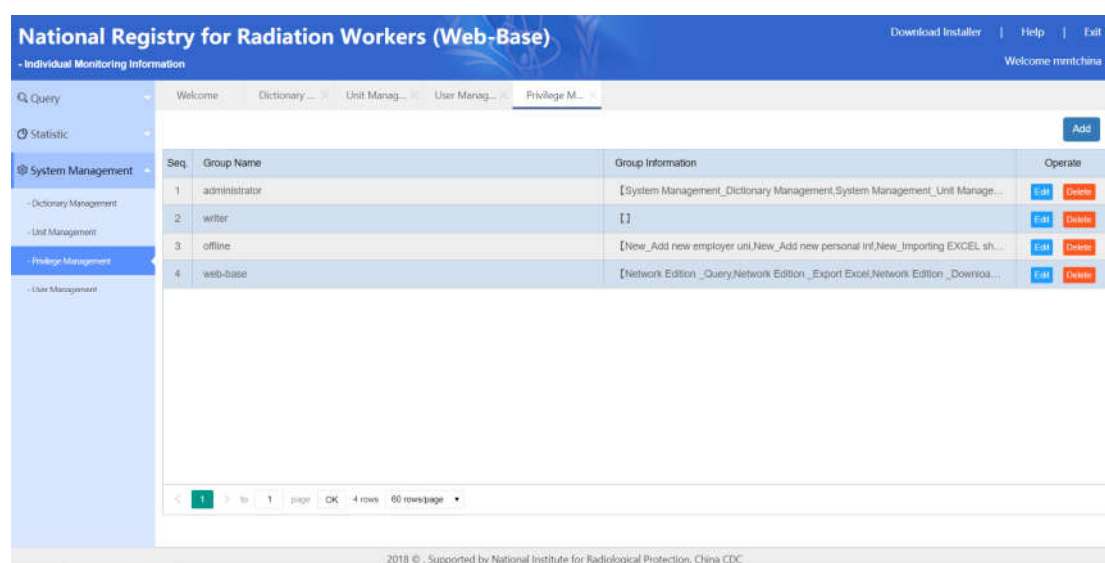 National Registry for Radiation Workers (Web-Base)
Download Installer | Help | Exit
- Individual Monitoring Information
Welcome mmtchina
Query
Welcome Dictionary ... Unit Manag... User Manag... Privilege M...
Statistic
Add
System Management
Seq. Group Name Group Information Operate
1 administrator 【System Management_Dictionary Management,System Management_Unit Manage... Edit Delete
- Dictionary Management
2 writer 【】 Edit Delete
- Unit Management
3 offline 【New_Add new employer uni,New_Add new personal inf,New_Importing EXCEL sh... Edit Delete
- Privilege Management
4 web-base 【Network Edition _Query,Network Edition _Export Excel,Network Edition _Downloa... Edit Delete
- User Management
< 1 > to 1 page OK 4 rows 60 rows/page
2018 © . Supported by National Institute for Radiological Protection, China CDC